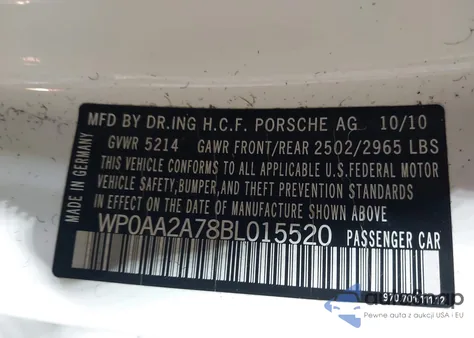 MFD BY DR.ING H.C.F. PORSCHE AG 10/10
GVWR 5214 GAWR FRONT/REAR 2502/2965 LBS
THIS VEHICLE CONFORMS TO ALL APPLICABLE U.S.FEDERAL MOTOR
VEHICLE SAFETY,BUMPER,AND THEFT PREVENTION STANDARDS
IN EFFECT ON THE DATE OF MANUFACTURE SHOWN ABOVE
WP0AA2A78BL015520 PASSENGER CAR
MADE IN GERMANY
Pewne auta z aukcji USA i EU